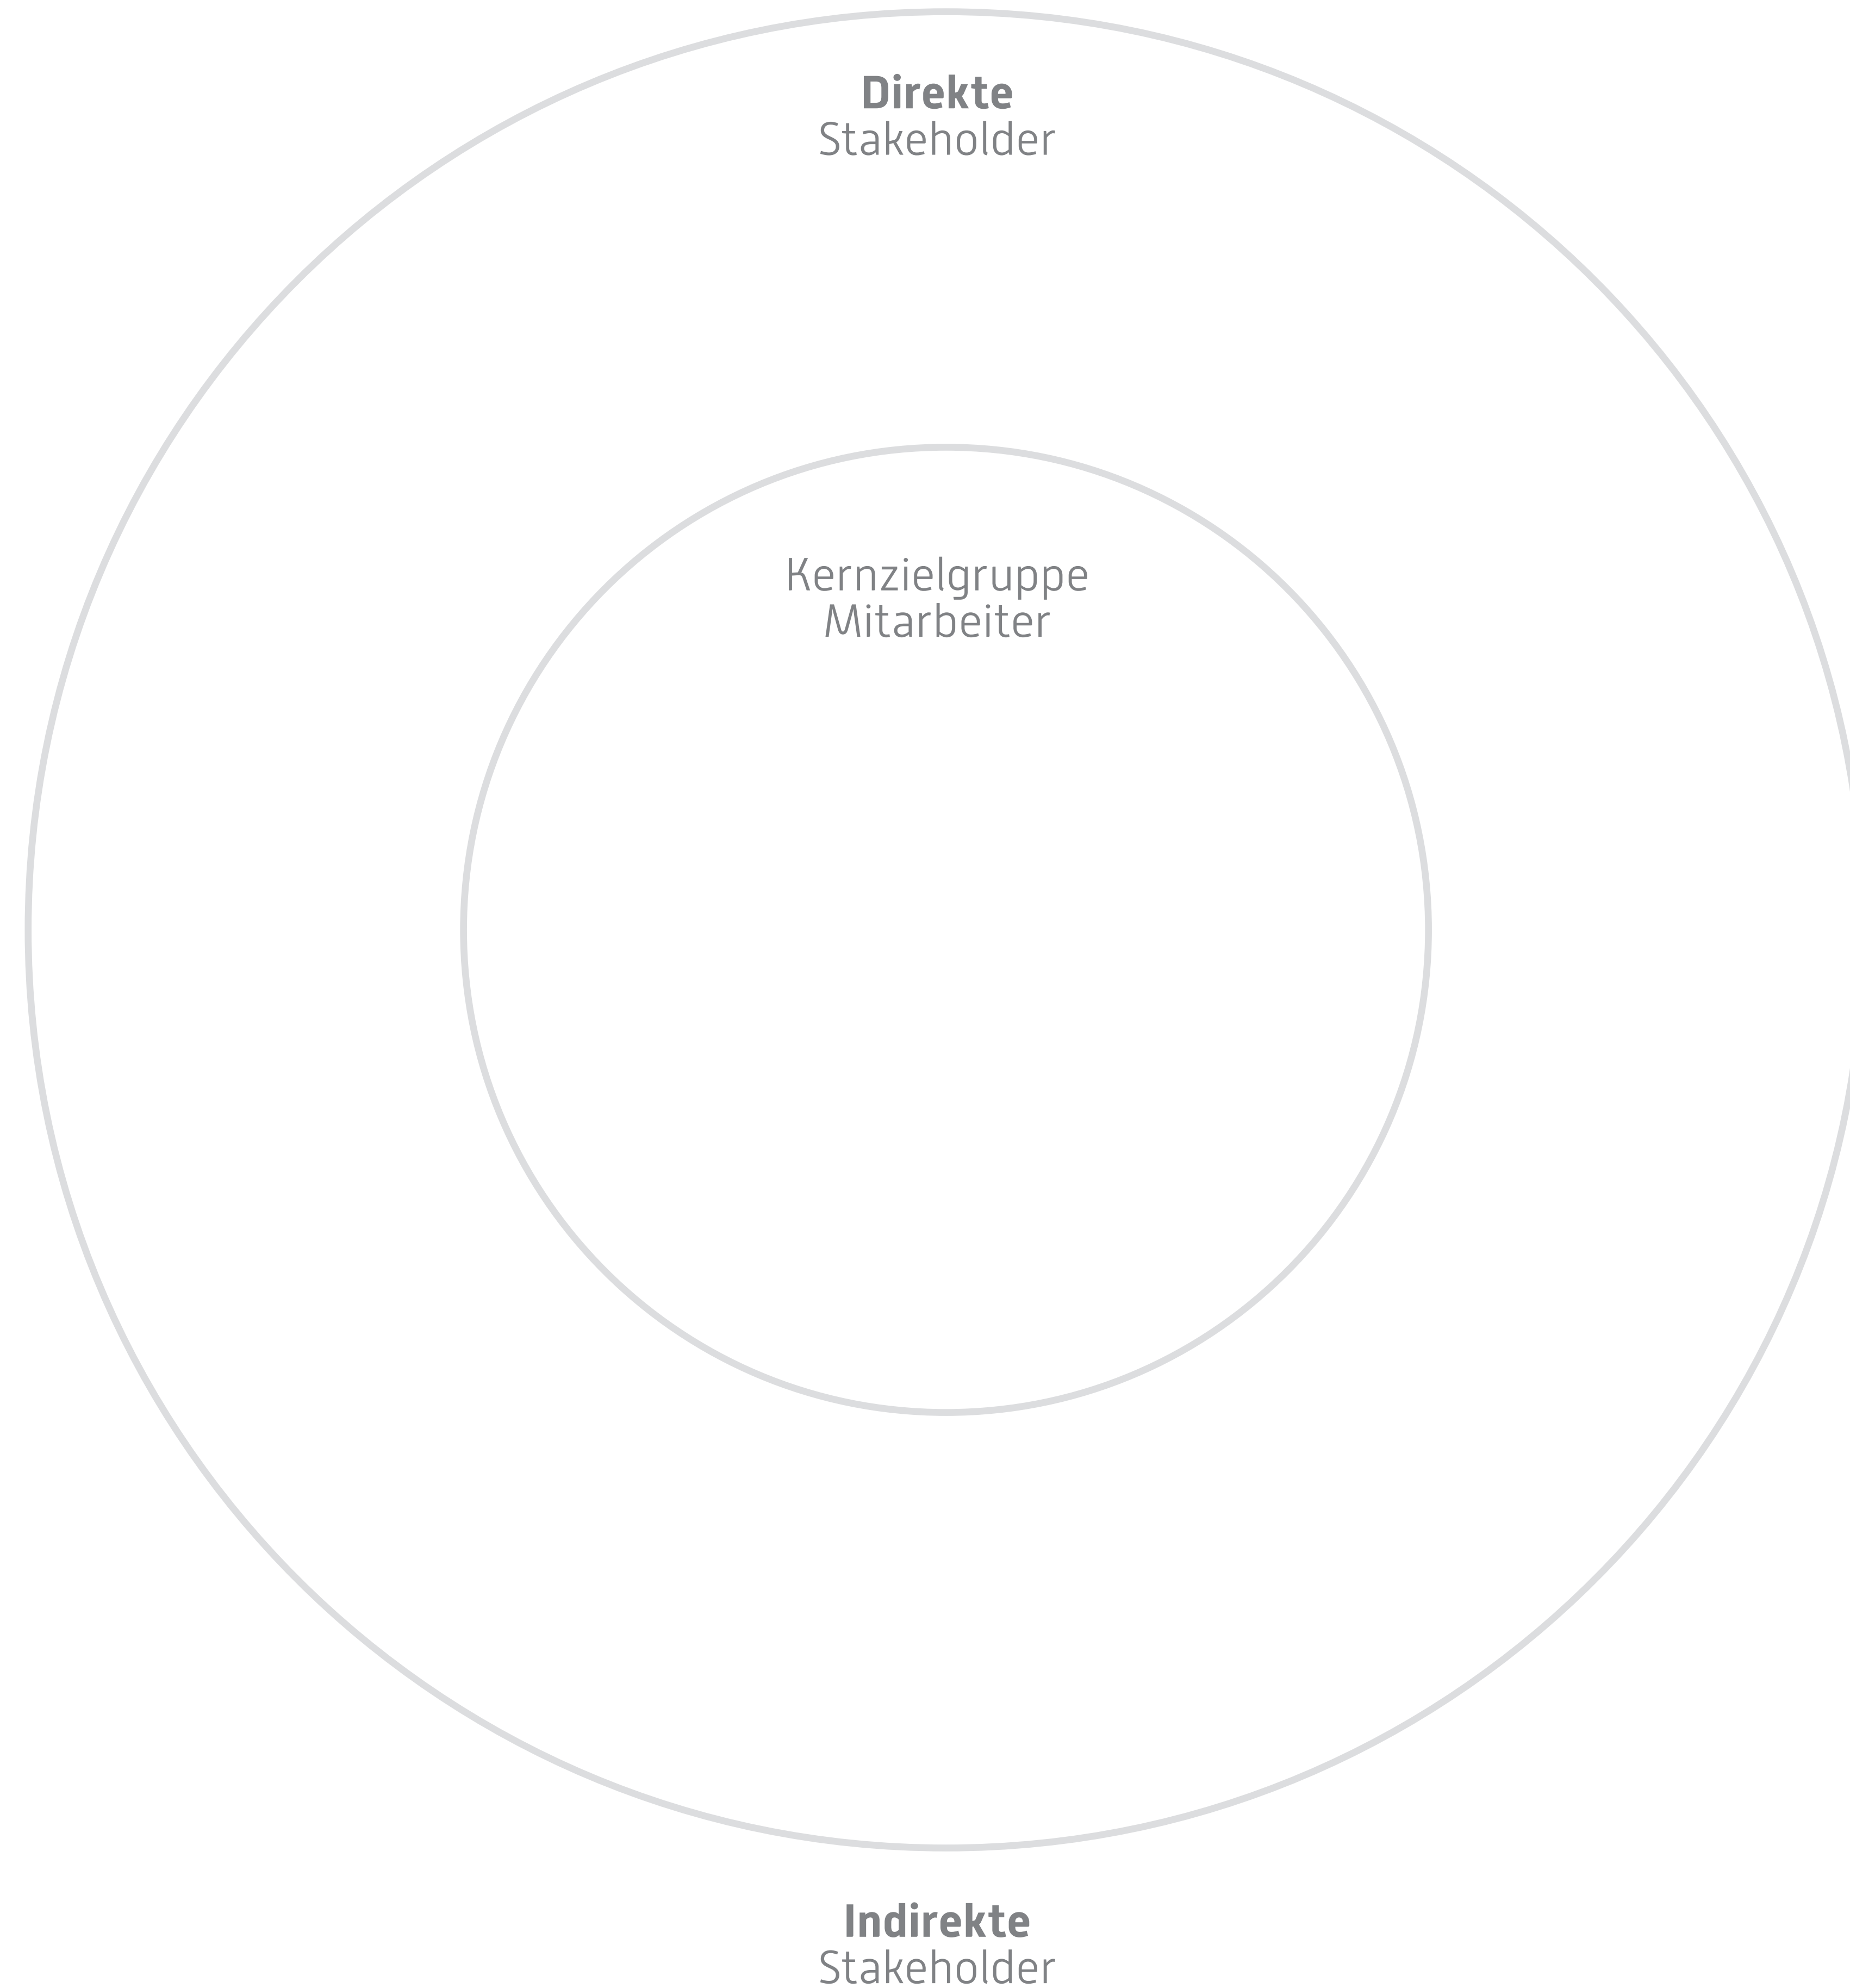 Direkte
Stakeholder
Kernzielgruppe
Mitarbeiter
Indirekte
Stakeholder